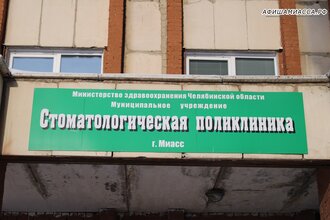 АФИШАМИАССА.РФ
Министерство здравоохранения Челябинской области
Муниципальное учреждение
Стоматологическая поликлиника
г. Миасс